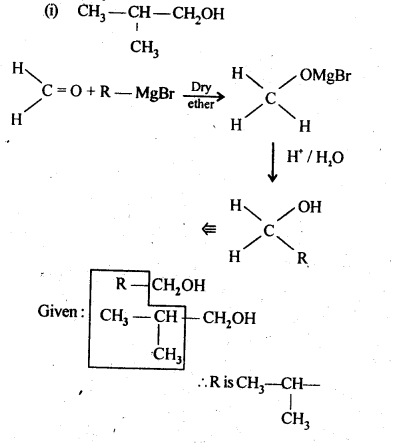 (i) CH₃—CH—CH₂OH
CH₃
H
C = O + R — MgBr
H
Dry
ether
H OMgBr
C
H H
H⁺ / H₂O
H OH
C
H R
⇚
R—CH₂OH
Given : CH₃—CH—CH₂OH
CH₃
∴ R is CH₃—CH—
CH₃